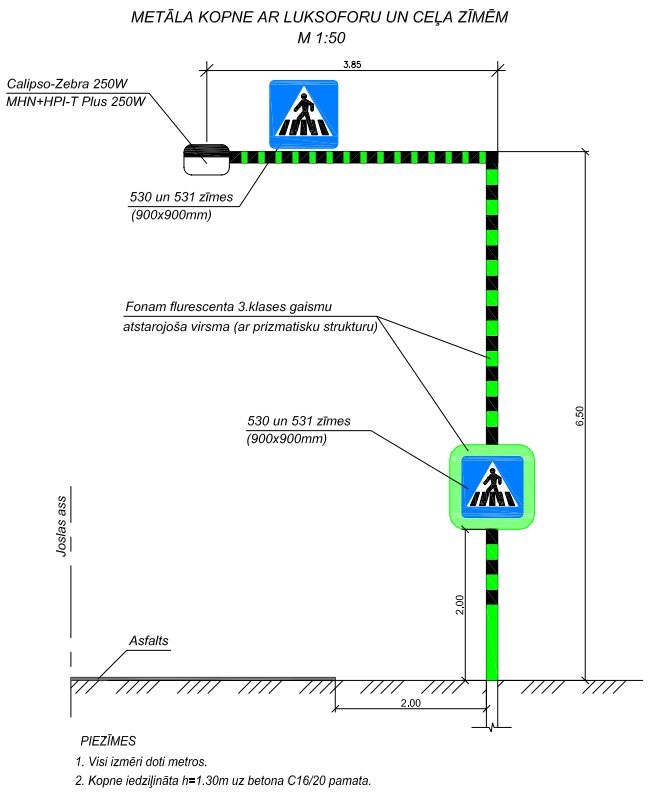 METĀLA KOPNE AR LUKSOFORU UN CEĻA ZĪMĒM
M 1:50
3.85
Calipso-Zebra 250W
MHN+HPI-T Plus 250W
530 un 531 zīmes
(900x900mm)
Fonam flurescenta 3.klases gaismu
atstarojoša virsma (ar prizmatisku strukturu)
6.50
530 un 531 zīmes
(900x900mm)
Joslas ass
2.00
Asfalts
2.00
PIEZĪMES
1. Visi izmēri doti metros.
2. Kopne iedziļināta h=1.30m uz betona C16/20 pamata.